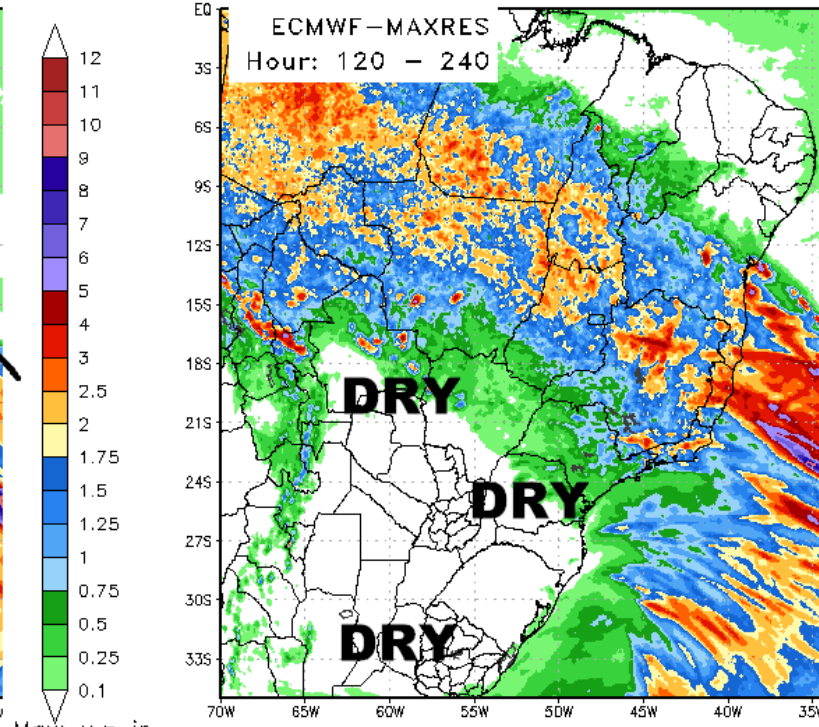 ECMWF-MAXRES
Hour: 120 - 240
12
11
10
9
8
7
6
5
4
3
2.5
2
1.75
1.5
1.25
1
0.75
0.5
0.25
0.1
EQ
3S
6S
9S
12S
15S
18S
21S
24S
27S
30S
33S
DRY
DRY
DRY
70W 65W 60W 55W 50W 45W 40W